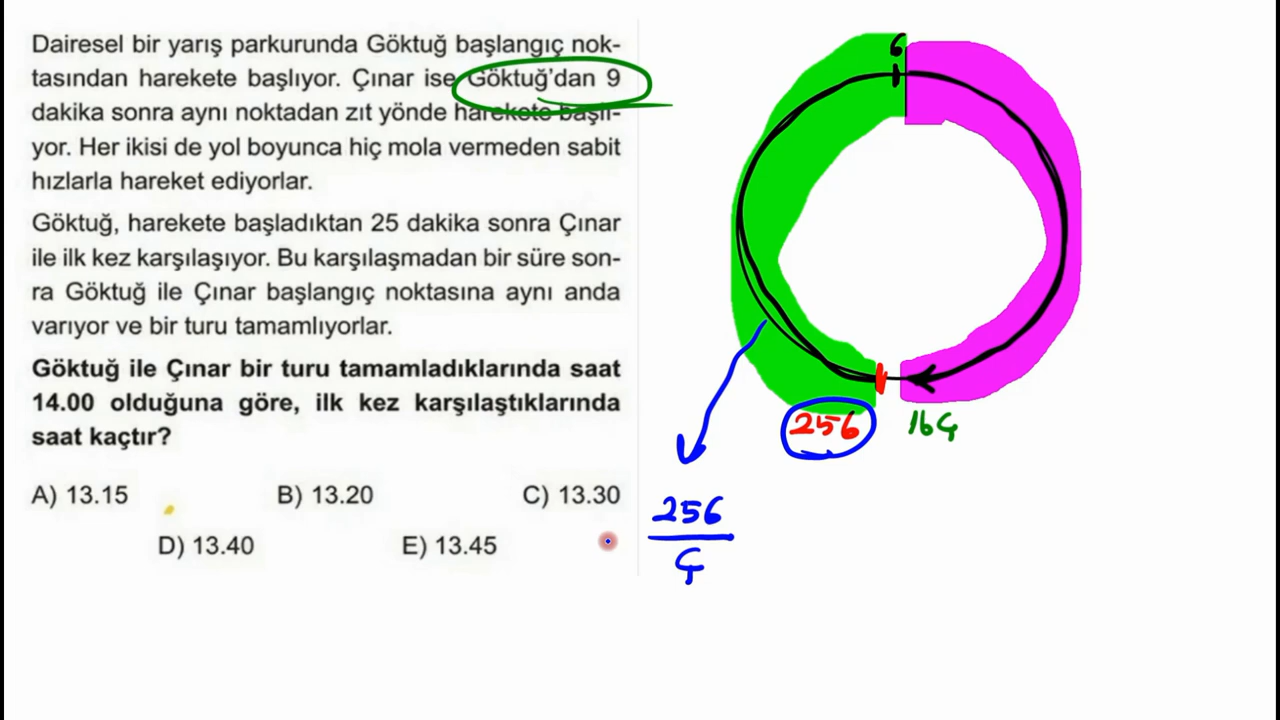 Dairesel bir yarış parkurunda Göktuğ başlangıç nok-
tasından harekete başlıyor. Çınar ise Göktuğ'dan 9
dakika sonra aynı noktadan zıt yönde harekete başlı-
yor. Her ikisi de yol boyunca hiç mola vermeden sabit
hızlarla hareket ediyorlar.
Göktuğ, harekete başladıktan 25 dakika sonra Çınar
ile ilk kez karşılaşıyor. Bu karşılaşmadan bir süre son-
ra Göktuğ ile Çınar başlangıç noktasına aynı anda
varıyor ve bir turu tamamlıyorlar.
Göktuğ ile Çınar bir turu tamamladıklarında saat
14.00 olduğuna göre, ilk kez karşılaştıklarında
saat kaçtır?
A) 13.15 B) 13.20 C) 13.30
D) 13.40 E) 13.45
6
25G 16Ç
25G
Ç